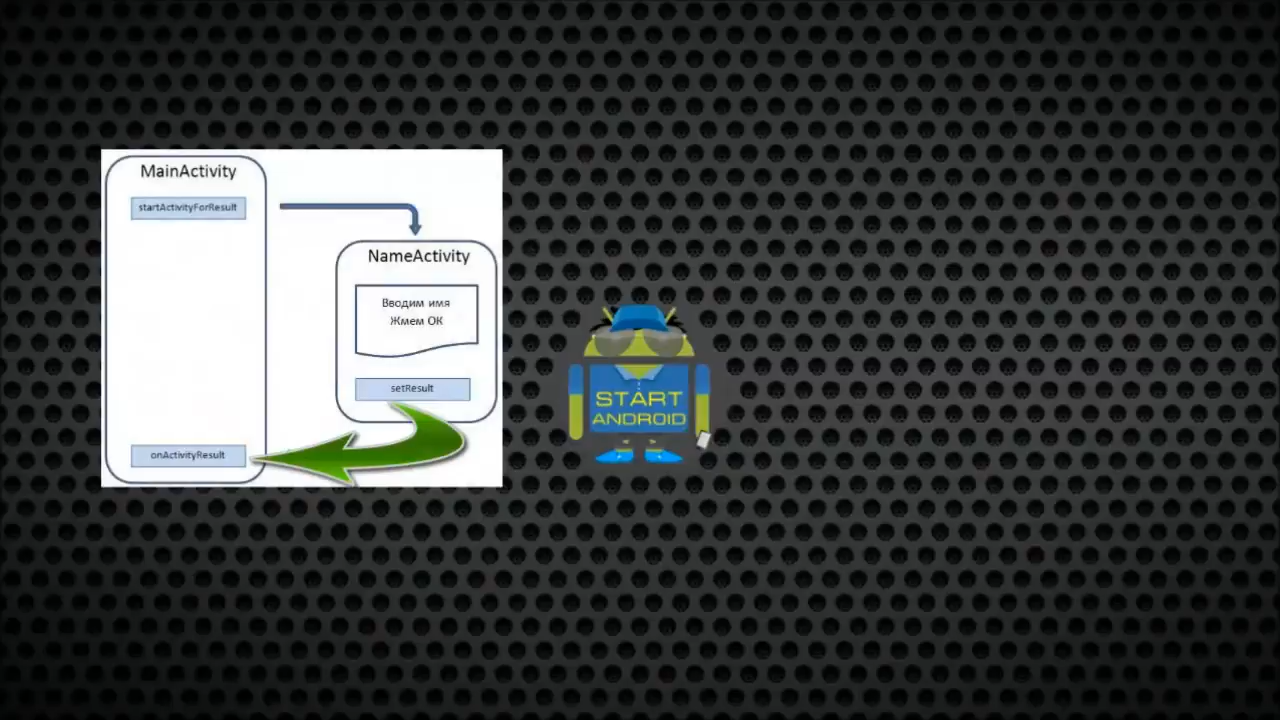 MainActivity
startActivityForResult
NameActivity
Вводим имя
Жмем ОК
setResult
onActivityResult
START
ANDROID